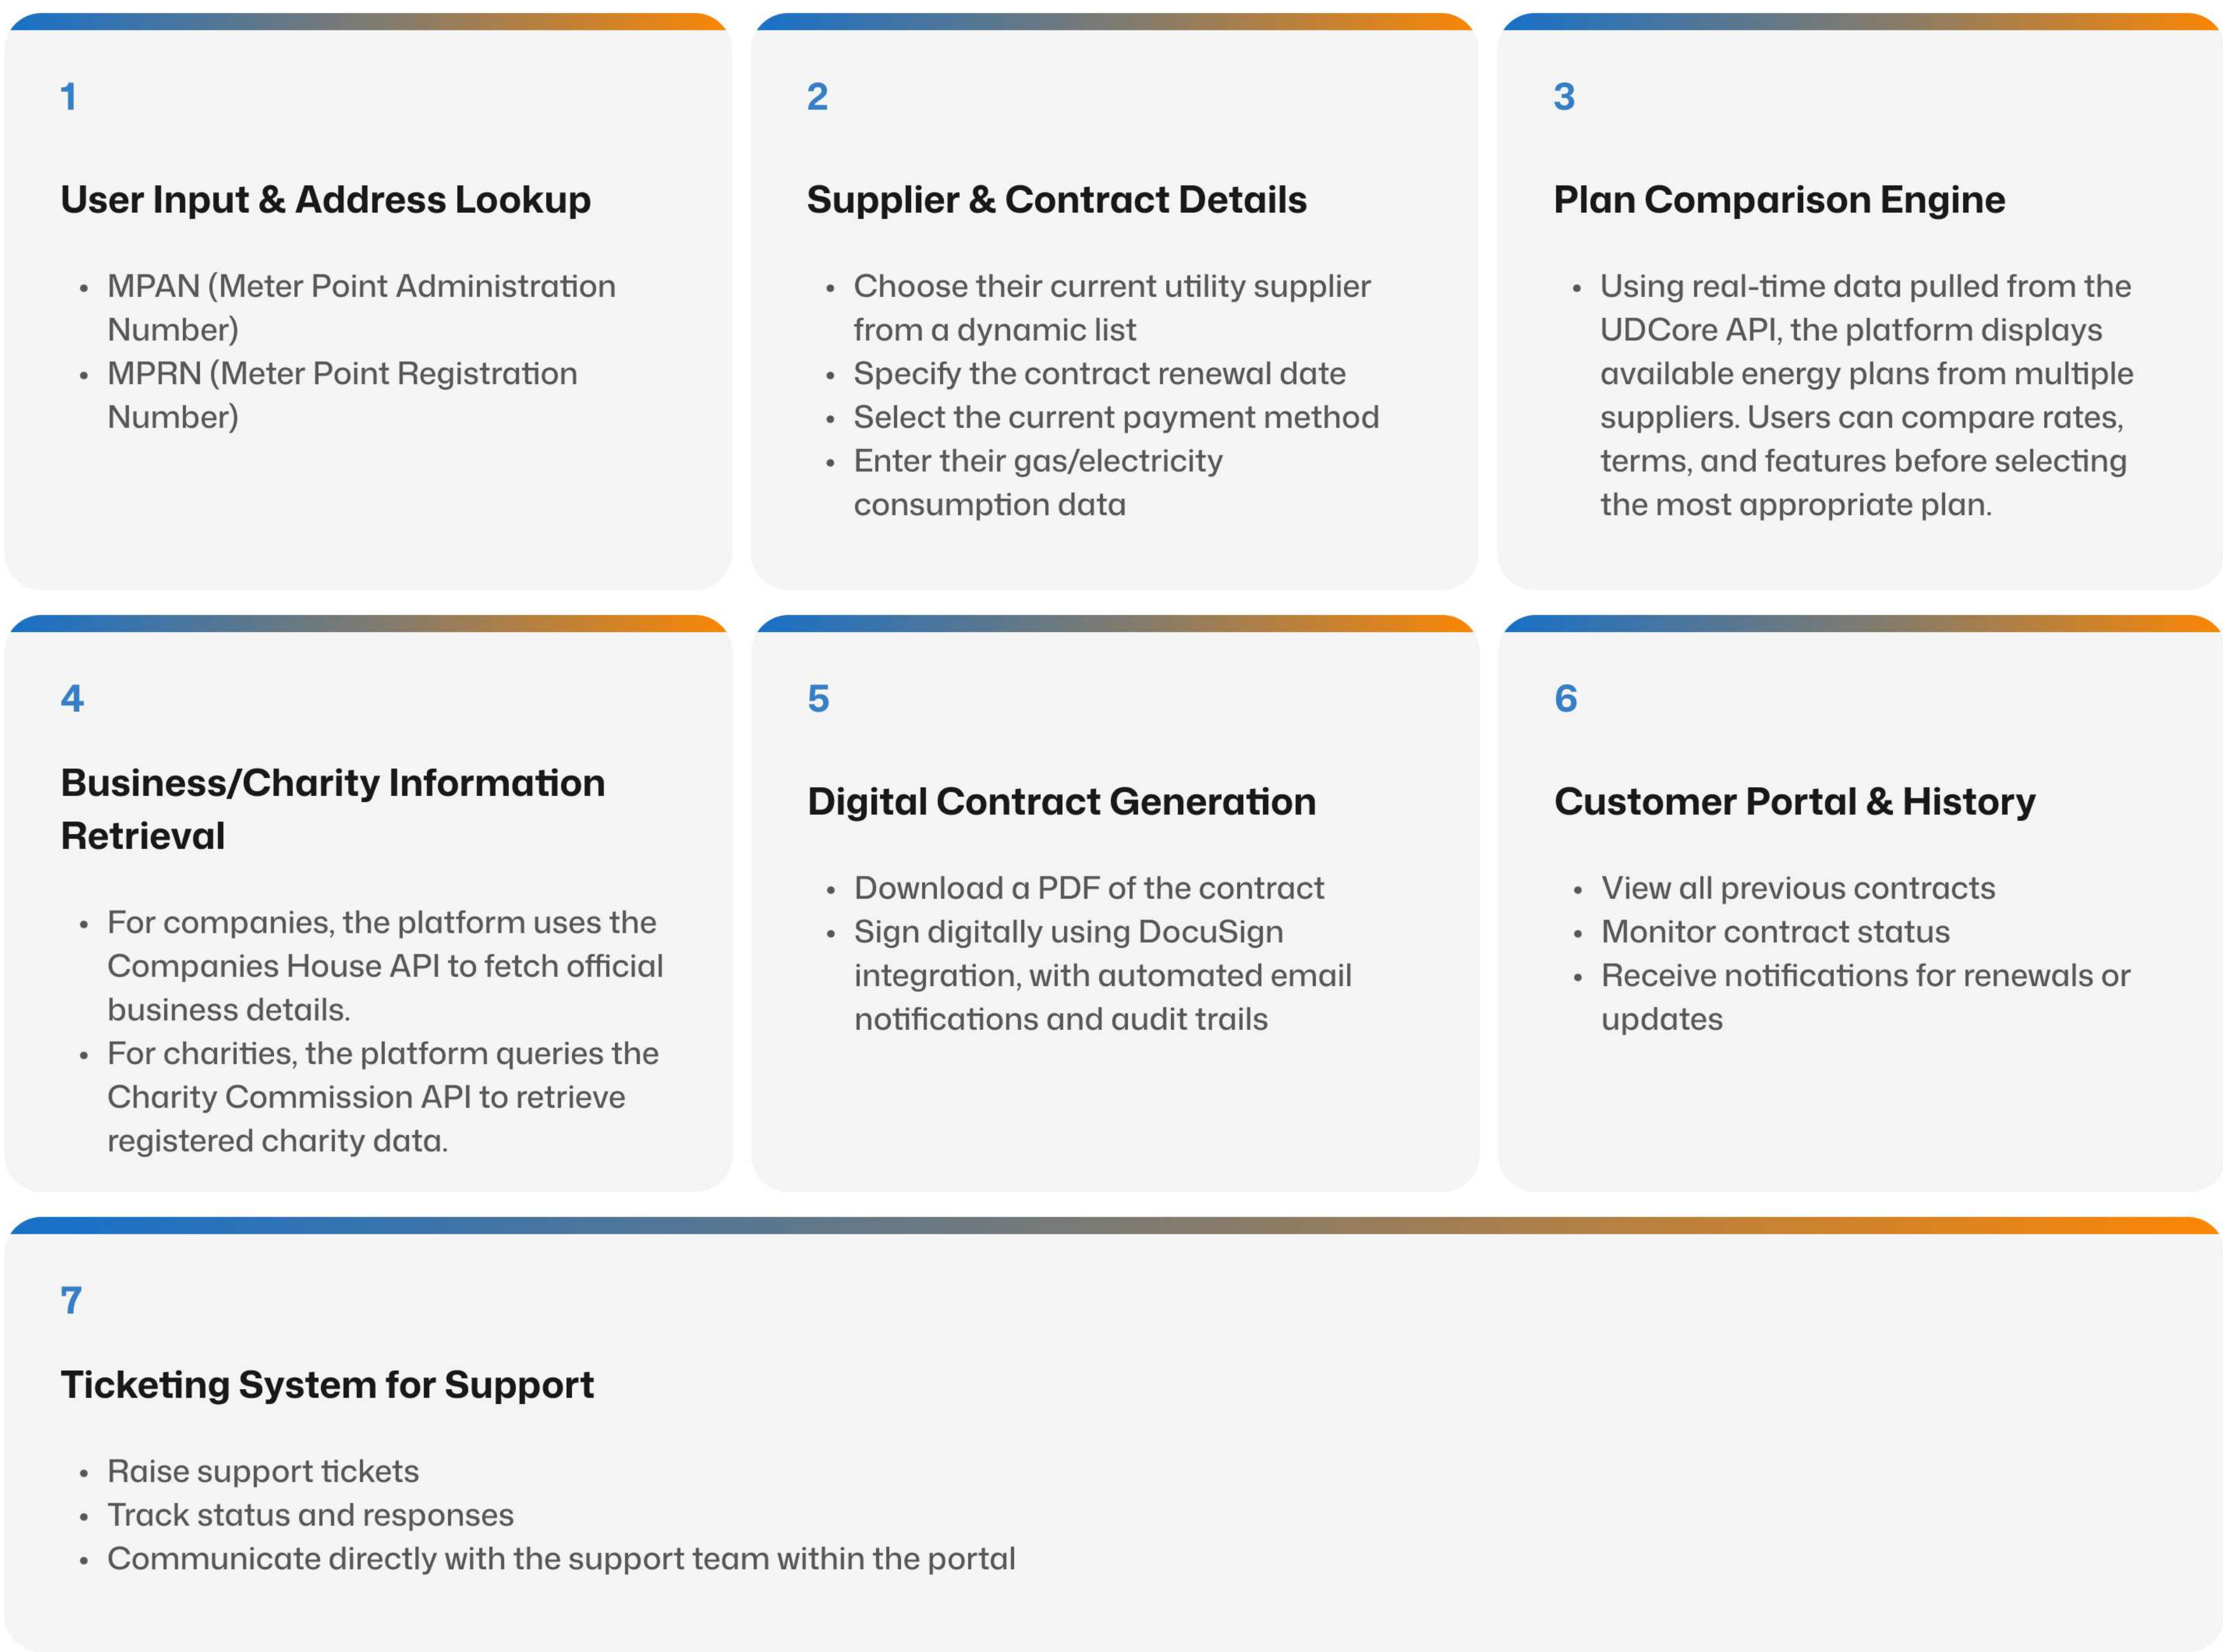 1
User Input & Address Lookup
• MPAN (Meter Point Administration
Number)
• MPRN (Meter Point Registration
Number)
2
Supplier & Contract Details
• Choose their current utility supplier
from a dynamic list
• Specify the contract renewal date
• Select the current payment method
• Enter their gas/electricity
consumption data
3
Plan Comparison Engine
• Using real-time data pulled from the
UDCore API, the platform displays
available energy plans from multiple
suppliers. Users can compare rates,
terms, and features before selecting
the most appropriate plan.
4
Business/Charity Information
Retrieval
• For companies, the platform uses the
Companies House API to fetch official
business details.
• For charities, the platform queries the
Charity Commission API to retrieve
registered charity data.
5
Digital Contract Generation
• Download a PDF of the contract
• Sign digitally using DocuSign
integration, with automated email
notifications and audit trails
6
Customer Portal & History
• View all previous contracts
• Monitor contract status
• Receive notifications for renewals or
updates
7
Ticketing System for Support
• Raise support tickets
• Track status and responses
• Communicate directly with the support team within the portal